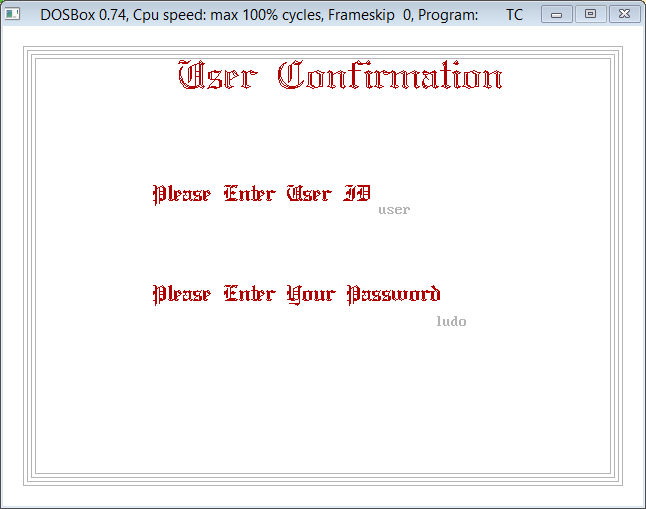 DOSBox 0.74, Cpu speed: max 100% cycles, Frameskip 0, Program: TC
User Confirmation
Please Enter User ID
user
Please Enter Your Password
ludo